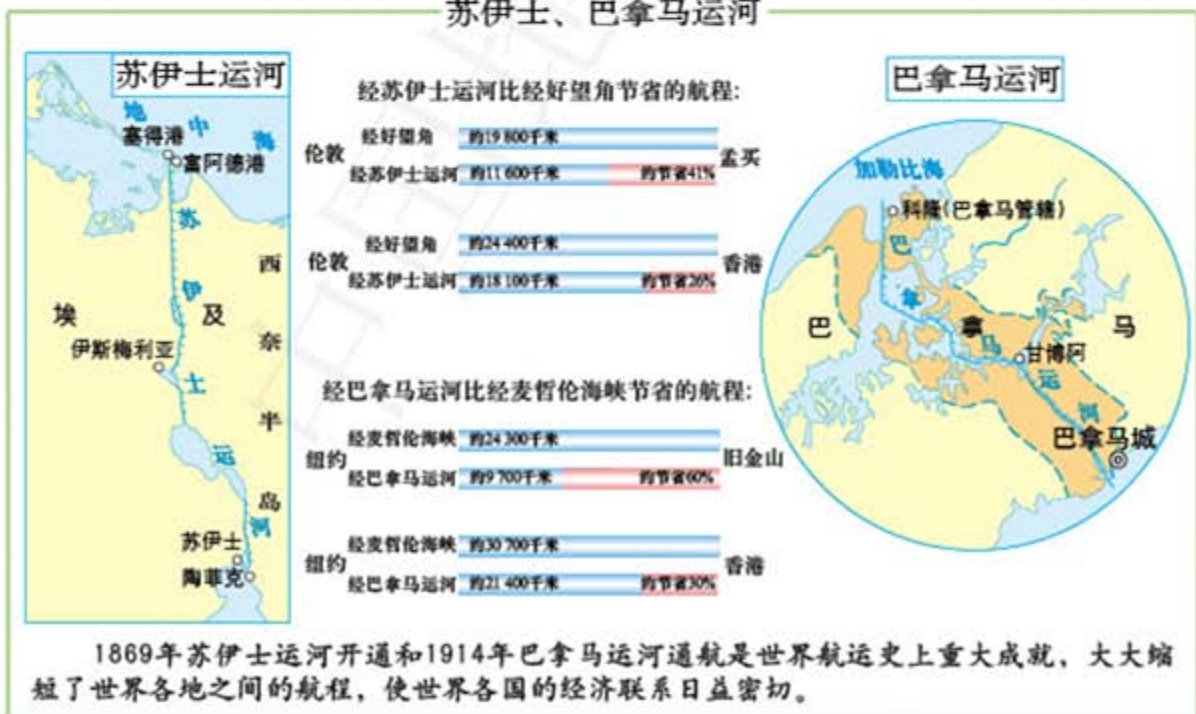 苏伊士、巴拿马运河
苏伊士运河
地中海
塞得港
富阿德港
苏伊士运河
埃及
西奈半岛
伊斯梅利亚
苏伊士
陶菲克
经苏伊士运河比经好望角节省的航程:
伦敦
经好望角 约19 800千米
经苏伊士运河 约11 600千米 约节省41%
孟买
伦敦
经好望角 约24 400千米
经苏伊士运河 约18 100千米 约节省26%
香港
经巴拿马运河比经麦哲伦海峡节省的航程:
纽约
经麦哲伦海峡 约24 300千米
经巴拿马运河 约9 700千米 约节省60%
旧金山
纽约
经麦哲伦海峡 约30 700千米
经巴拿马运河 约21 400千米 约节省30%
香港
巴拿马运河
加勒比海
科隆(巴拿马管辖)
巴拿马运河
巴拿马
甘博阿
巴拿马城
1869年苏伊士运河开通和1914年巴拿马运河通航是世界航运史上重大成就，大大缩
短了世界各地之间的航程，使世界各国的经济联系日益密切。